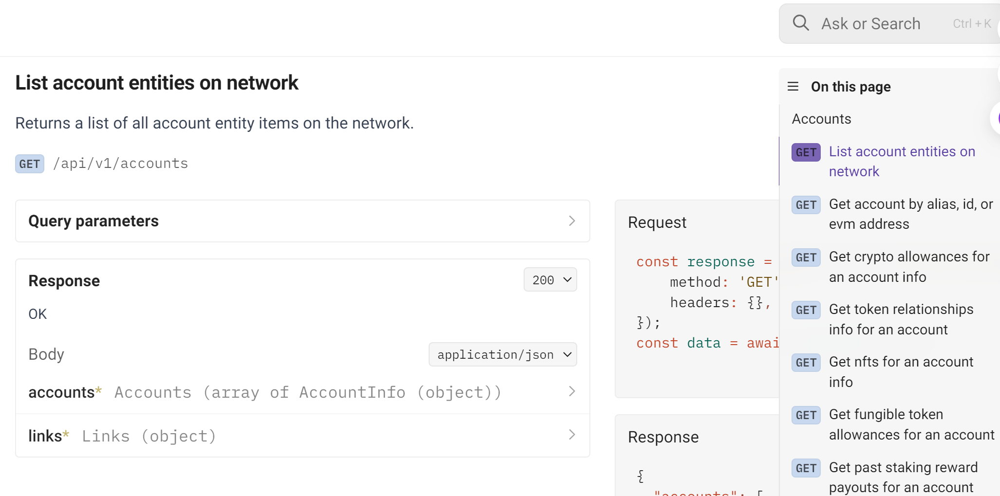 Ask or Search Ctrl + K
List account entities on network
Returns a list of all account entity items on the network.
GET /api/v1/accounts
Query parameters
Response 200
OK
Body application/json
accounts* Accounts (array of AccountInfo (object))
links* Links (object)
Request
const response =
method: 'GET'
headers: {},
});
const data = awai
Response
{
"accounts": [
On this page
Accounts
GET List account entities on
network
GET Get account by alias, id, or
evm address
GET Get crypto allowances for
an account info
GET Get token relationships
info for an account
GET Get nfts for an account
info
GET Get fungible token
allowances for an account
GET Get past staking reward
payouts for an account